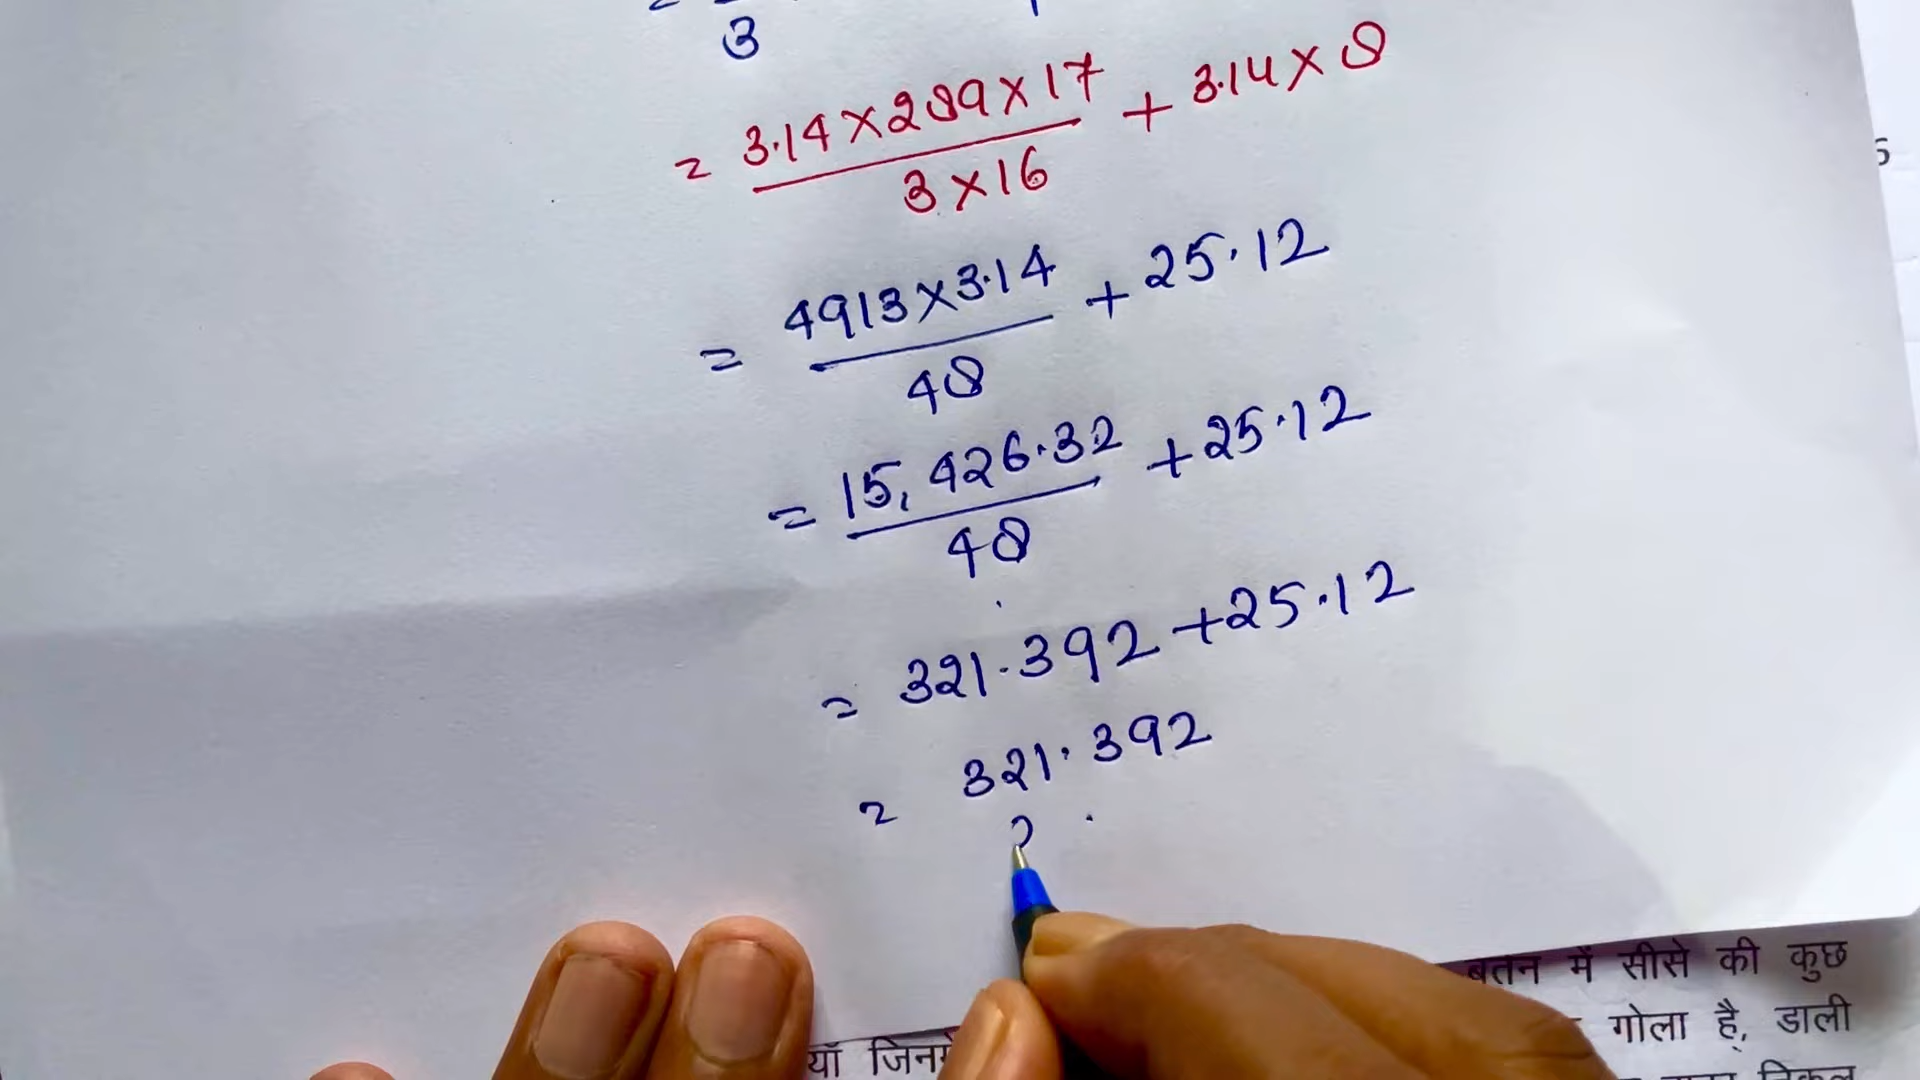 3
= 3.14×289×17 + 3.14×8
3×16
= 4913×3.14 + 25.12
48
= 15,426.32 + 25.12
48
= 321.392 + 25.12
= 321.392
2
में सीसे की कुछ
गोला है, डाली